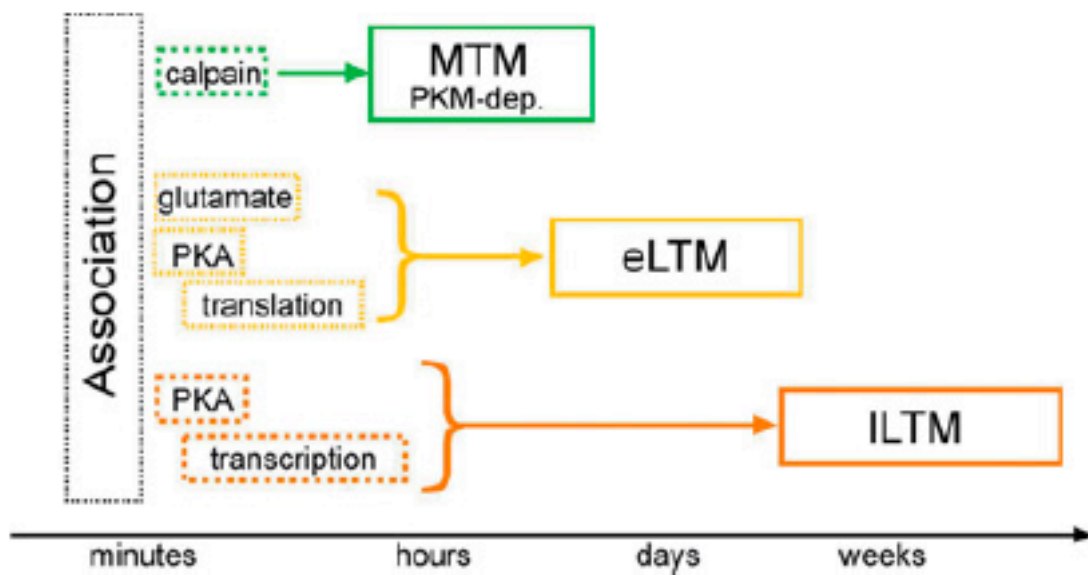 Association
calpain
MTM
PKM-dep.
glutamate
PKA
translation
eLTM
PKA
transcription
lLTM
minutes hours days weeks